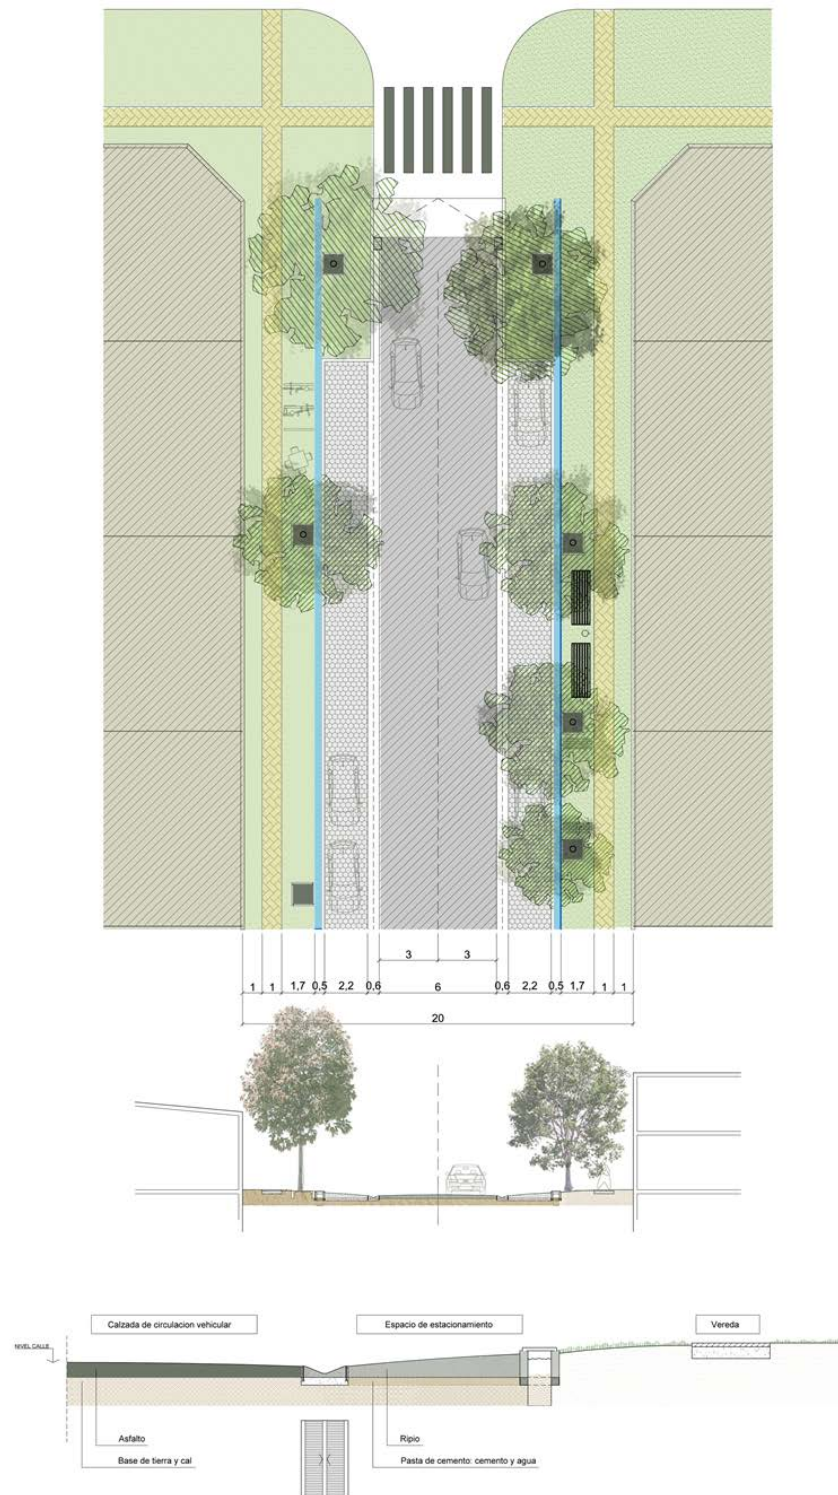 3 3
1 1 1,7 0,5 2,2 0,6 6 0,6 2,2 0,5 1,7 1 1
20
Calzada de circulacion vehicular Espacio de estacionamiento Vereda
NIVEL CALLE
Asfalto Ripio
Base de tierra y cal Pasta de cemento: cemento y agua